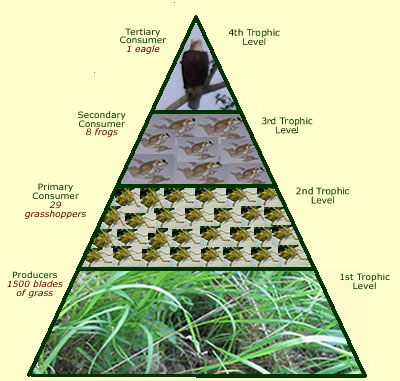 Tertiary
Consumer
1 eagle
4th Trophic
Level
Secondary
Consumer
8 frogs
3rd Trophic
Level
Primary
Consumer
29
grasshoppers
2nd Trophic
Level
Producers
1500 blades
of grass
1st Trophic
Level